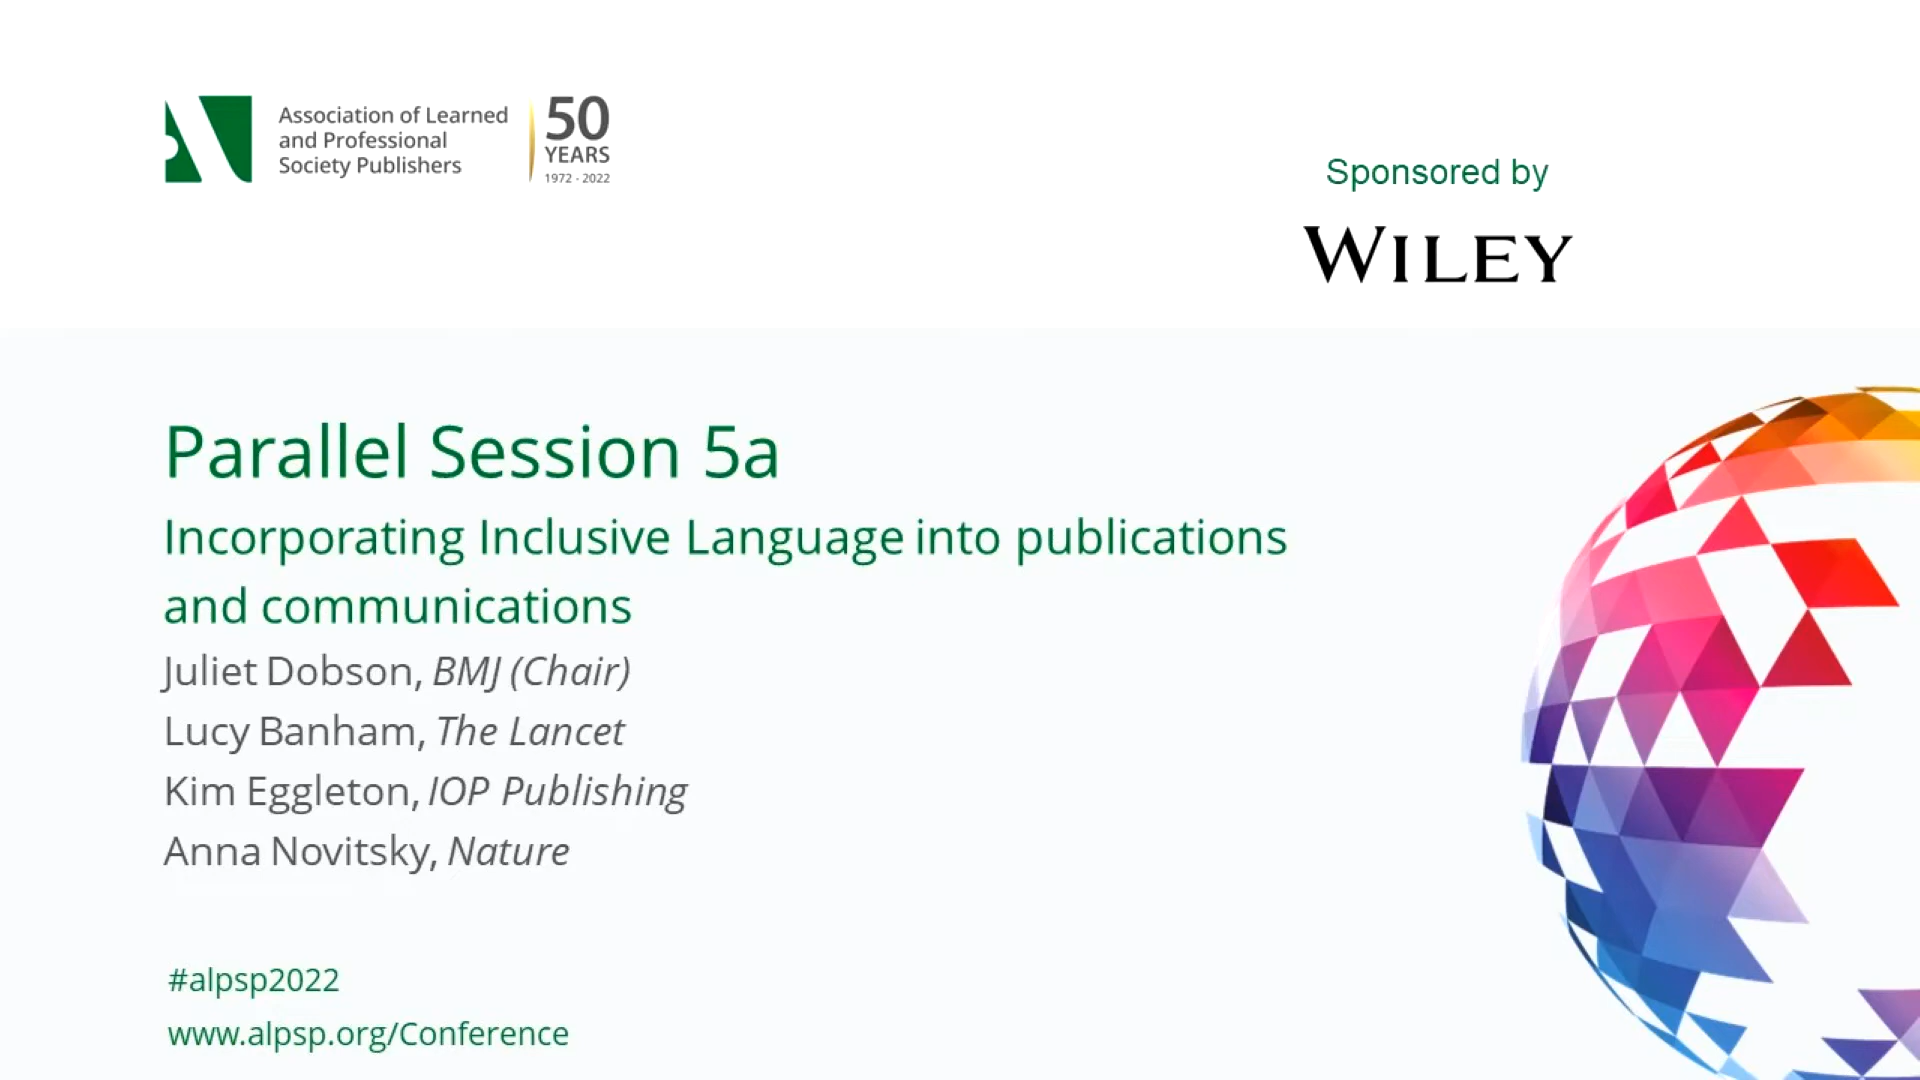 Association of Learned
and Professional
Society Publishers
50
YEARS
1972 - 2022
Sponsored by
WILEY
Parallel Session 5a
Incorporating Inclusive Language into publications
and communications
Juliet Dobson, BMJ (Chair)
Lucy Banham, The Lancet
Kim Eggleton, IOP Publishing
Anna Novitsky, Nature
#alpsp2022
www.alpsp.org/Conference